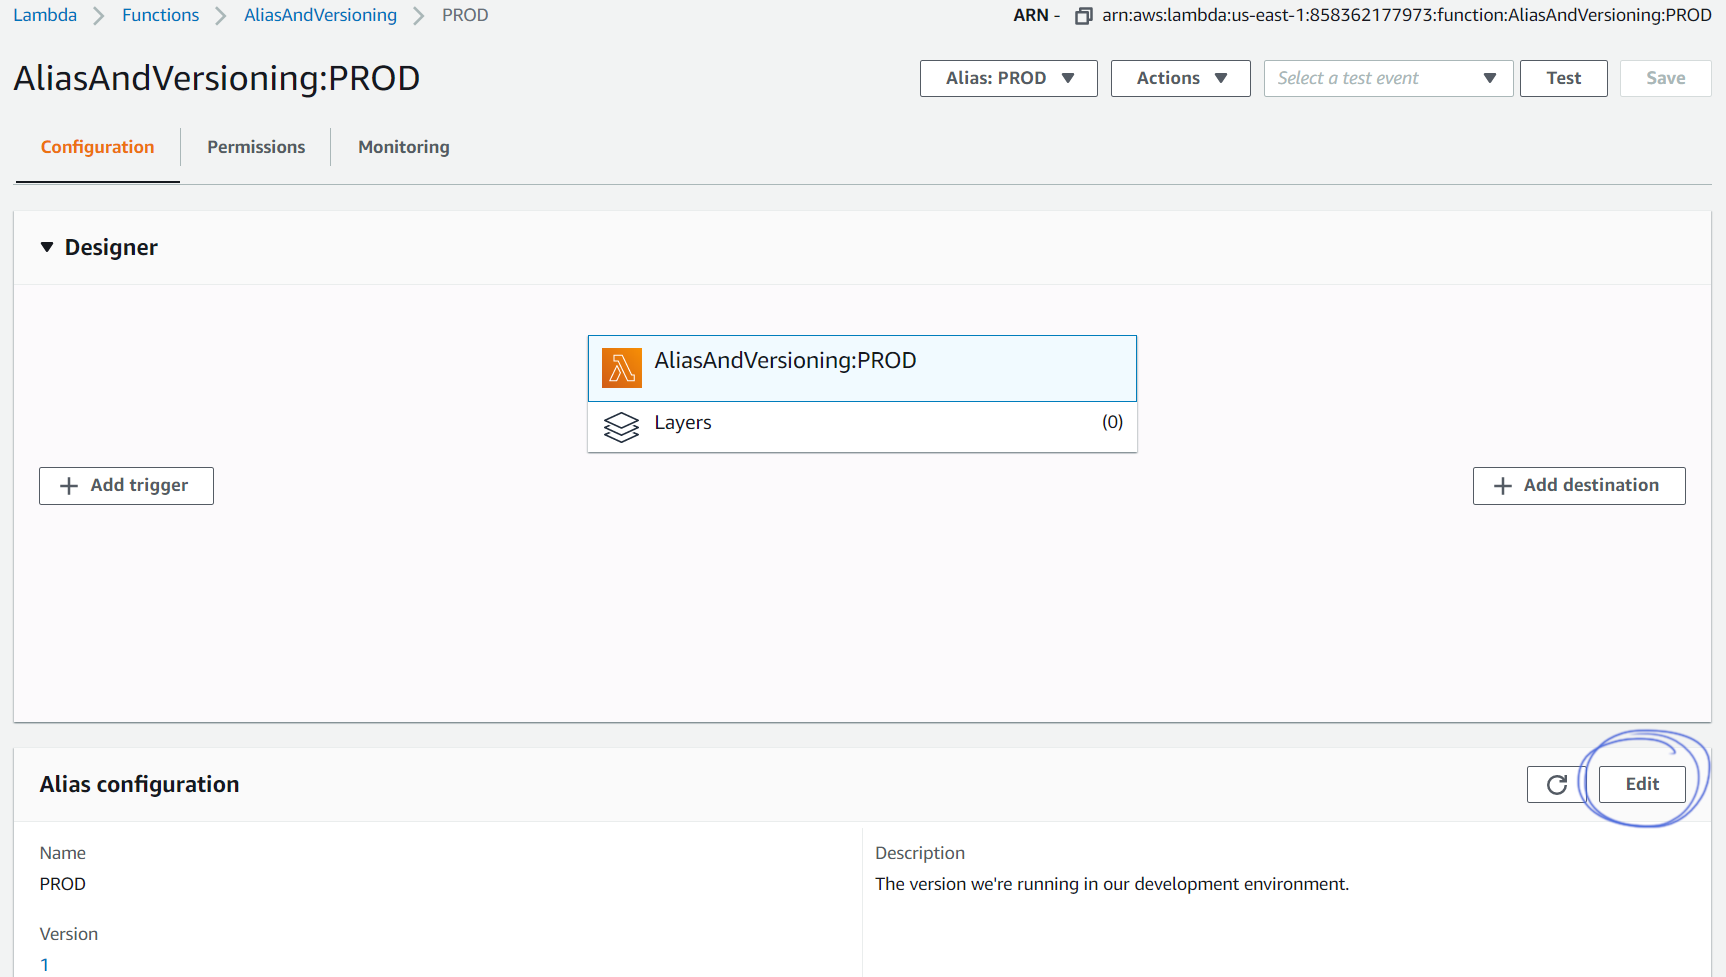 Lambda > Functions > AliasAndVersioning > PROD
ARN - arn:aws:lambda:us-east-1:858362177973:function:AliasAndVersioning:PROD
AliasAndVersioning:PROD
Alias: PROD
Actions
Select a test event
Test
Save
Configuration
Permissions
Monitoring
Designer
AliasAndVersioning:PROD
Layers (0)
Add trigger
Add destination
Alias configuration
Edit
Name
PROD
Description
The version we're running in our development environment.
Version
1